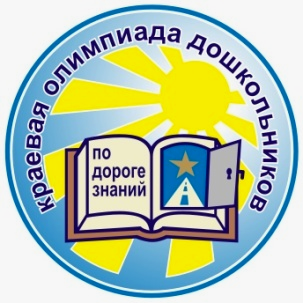 краевая олимпиада дошкольников
по
дороге
знаний